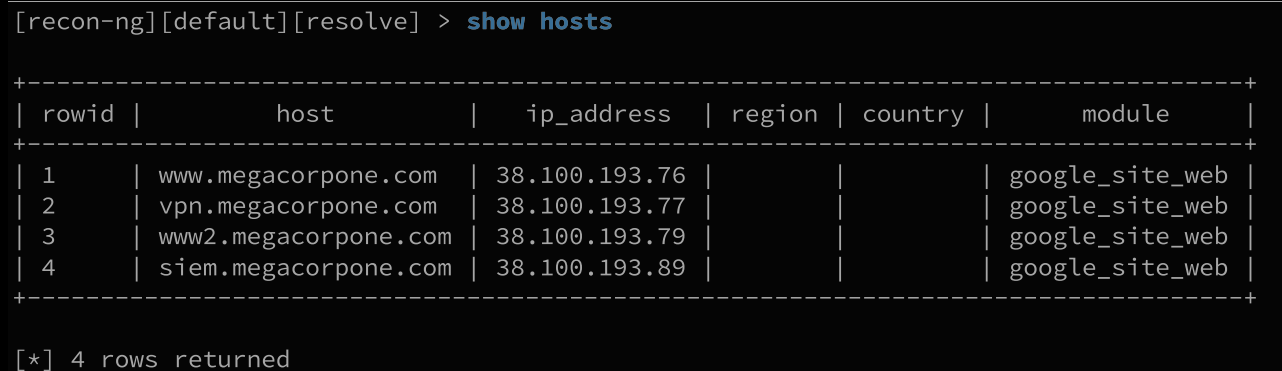 [recon-ng][default][resolve] > show hosts
+-----------------------------------------------------------------------------------+
| rowid |         host         |   ip_address  | region | country |      module     |
+-----------------------------------------------------------------------------------+
| 1     | www.megacorpone.com  | 38.100.193.76 |        |         | google_site_web |
| 2     | vpn.megacorpone.com  | 38.100.193.77 |        |         | google_site_web |
| 3     | www2.megacorpone.com | 38.100.193.79 |        |         | google_site_web |
| 4     | siem.megacorpone.com | 38.100.193.89 |        |         | google_site_web |
+-----------------------------------------------------------------------------------+
[*] 4 rows returned